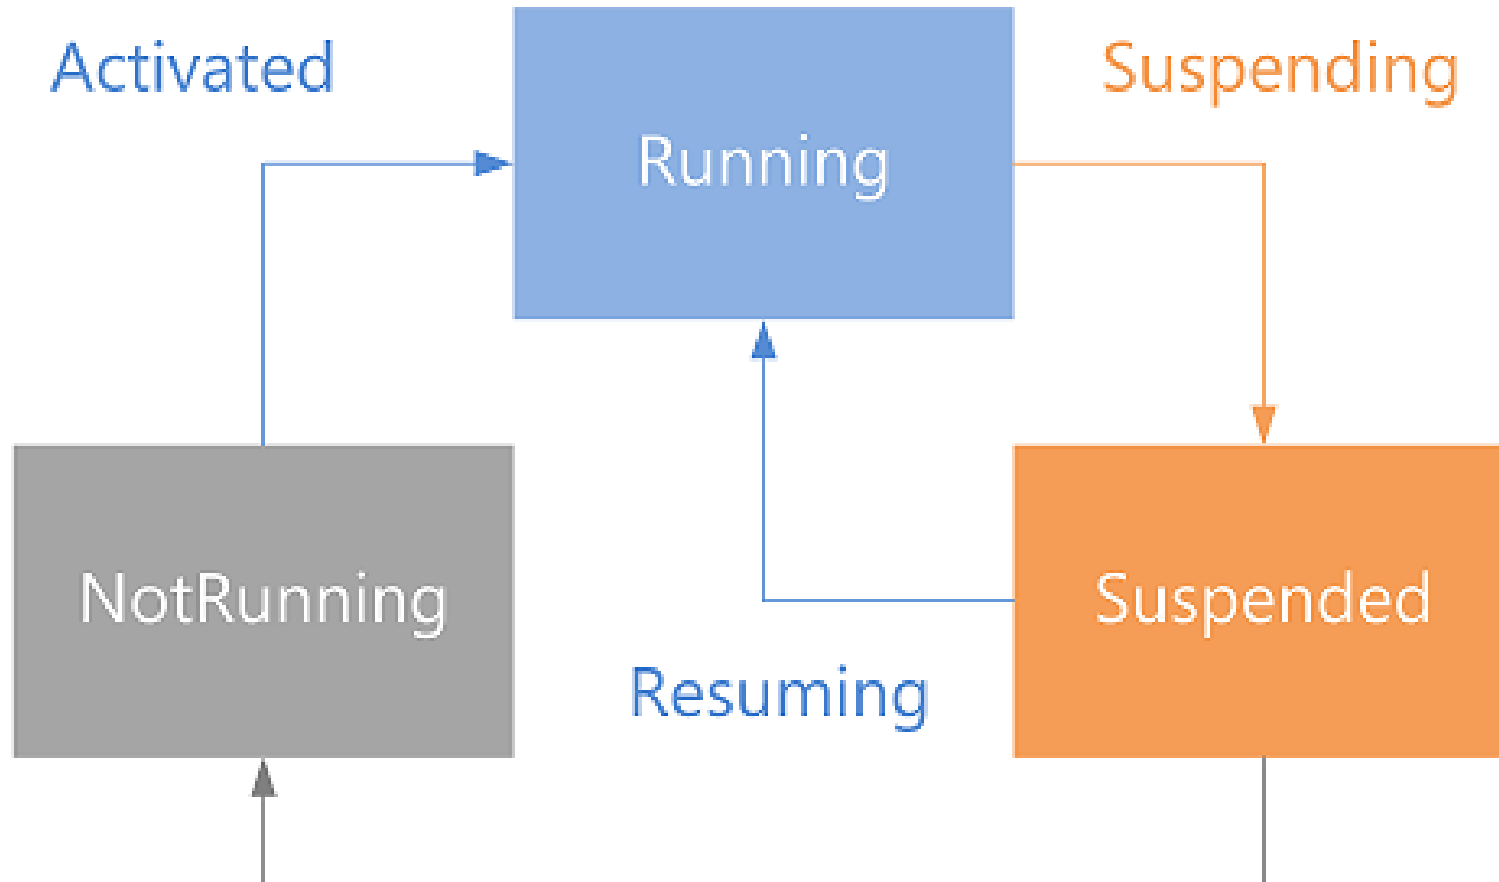 Activated
Suspending
Running
NotRunning
Suspended
Resuming